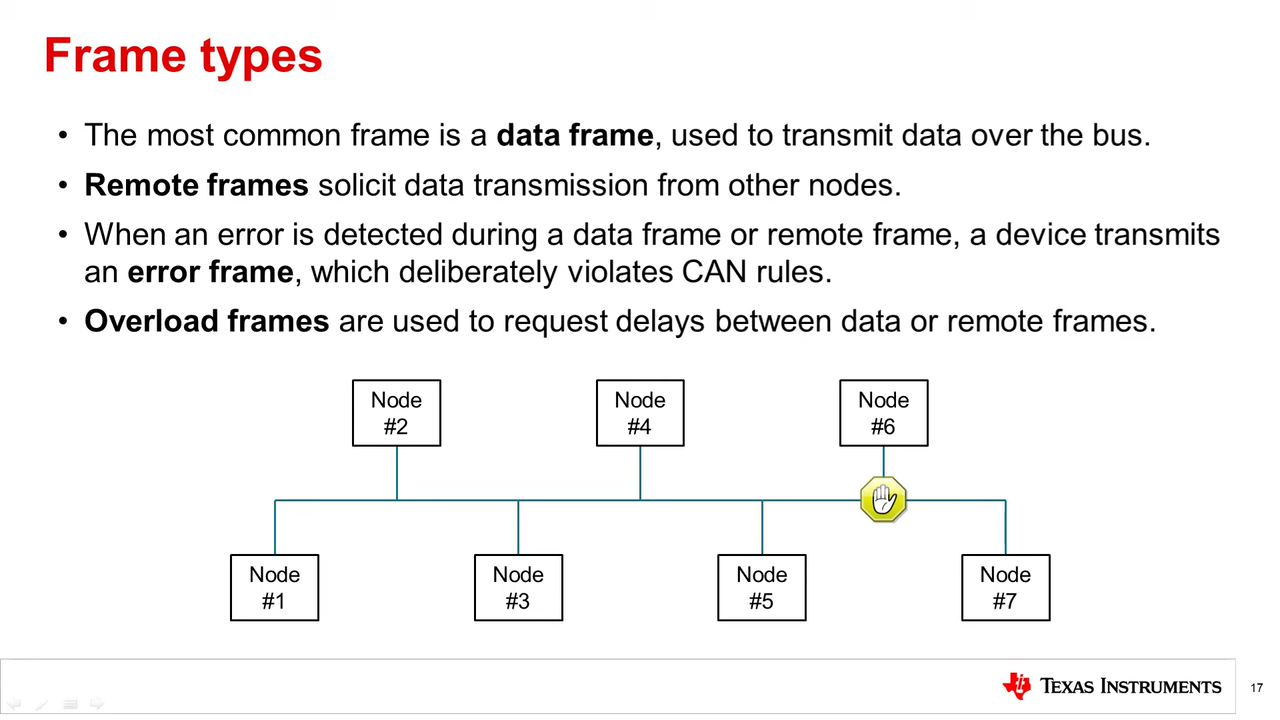 Frame types
• The most common frame is a data frame, used to transmit data over the bus.
• Remote frames solicit data transmission from other nodes.
• When an error is detected during a data frame or remote frame, a device transmits
an error frame, which deliberately violates CAN rules.
• Overload frames are used to request delays between data or remote frames.
Node
#2
Node
#4
Node
#6
Node
#1
Node
#3
Node
#5
Node
#7
TEXAS INSTRUMENTS
17